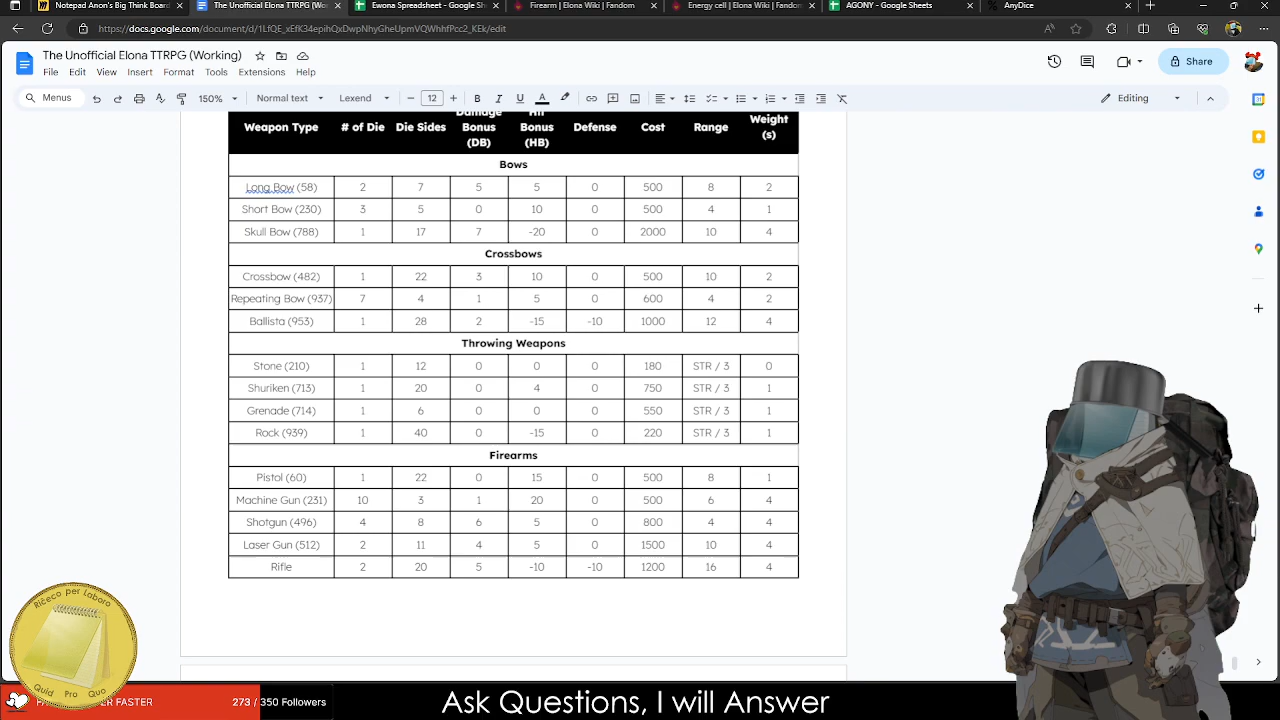 Notepad Anon's Big Think Board
The Unofficial Elona TTRPG (Wo
Ewona Spreadsheet - Google Sh
Firearm | Elona Wiki | Fandom
Energy cell | Elona Wiki | Fandom
AGONY - Google Sheets
AnyDice
https://docs.google.com/document/d/1LfQE_xEfK34epihQxDwpNhyGheUpmVQWhhfPcc2_KEk/edit
The Unofficial Elona TTRPG (Working)
File Edit View Insert Format Tools Extensions Help
Share
Menus 150% Normal text Lexend 12 Editing
Weapon Type # of Die Die Sides Damage Bonus (DB) Hit Bonus (HB) Defense Cost Range Weight (s)
Bows
Long Bow (58) 2 7 5 5 0 500 8 2
Short Bow (230) 3 5 0 10 0 500 4 1
Skull Bow (788) 1 17 7 -20 0 2000 10 4
Crossbows
Crossbow (482) 1 22 3 10 0 500 10 2
Repeating Bow (937) 7 4 1 5 0 600 4 2
Ballista (953) 1 28 2 -15 -10 1000 12 4
Throwing Weapons
Stone (210) 1 12 0 0 0 180 STR / 3 0
Shuriken (713) 1 20 0 4 0 750 STR / 3 1
Grenade (714) 1 6 0 0 0 550 STR / 3 1
Rock (939) 1 40 0 -15 0 220 STR / 3 1
Firearms
Pistol (60) 1 22 0 15 0 500 8 1
Machine Gun (231) 10 3 1 20 0 500 6 4
Shotgun (496) 4 8 6 5 0 800 4 4
Laser Gun (512) 2 11 4 5 0 1500 10 4
Rifle 2 20 5 -10 -10 1200 16 4
Riĉeco per Laboro
Quid Pro Quo
FASTER
273 / 350 Followers
Ask Questions, I will Answer